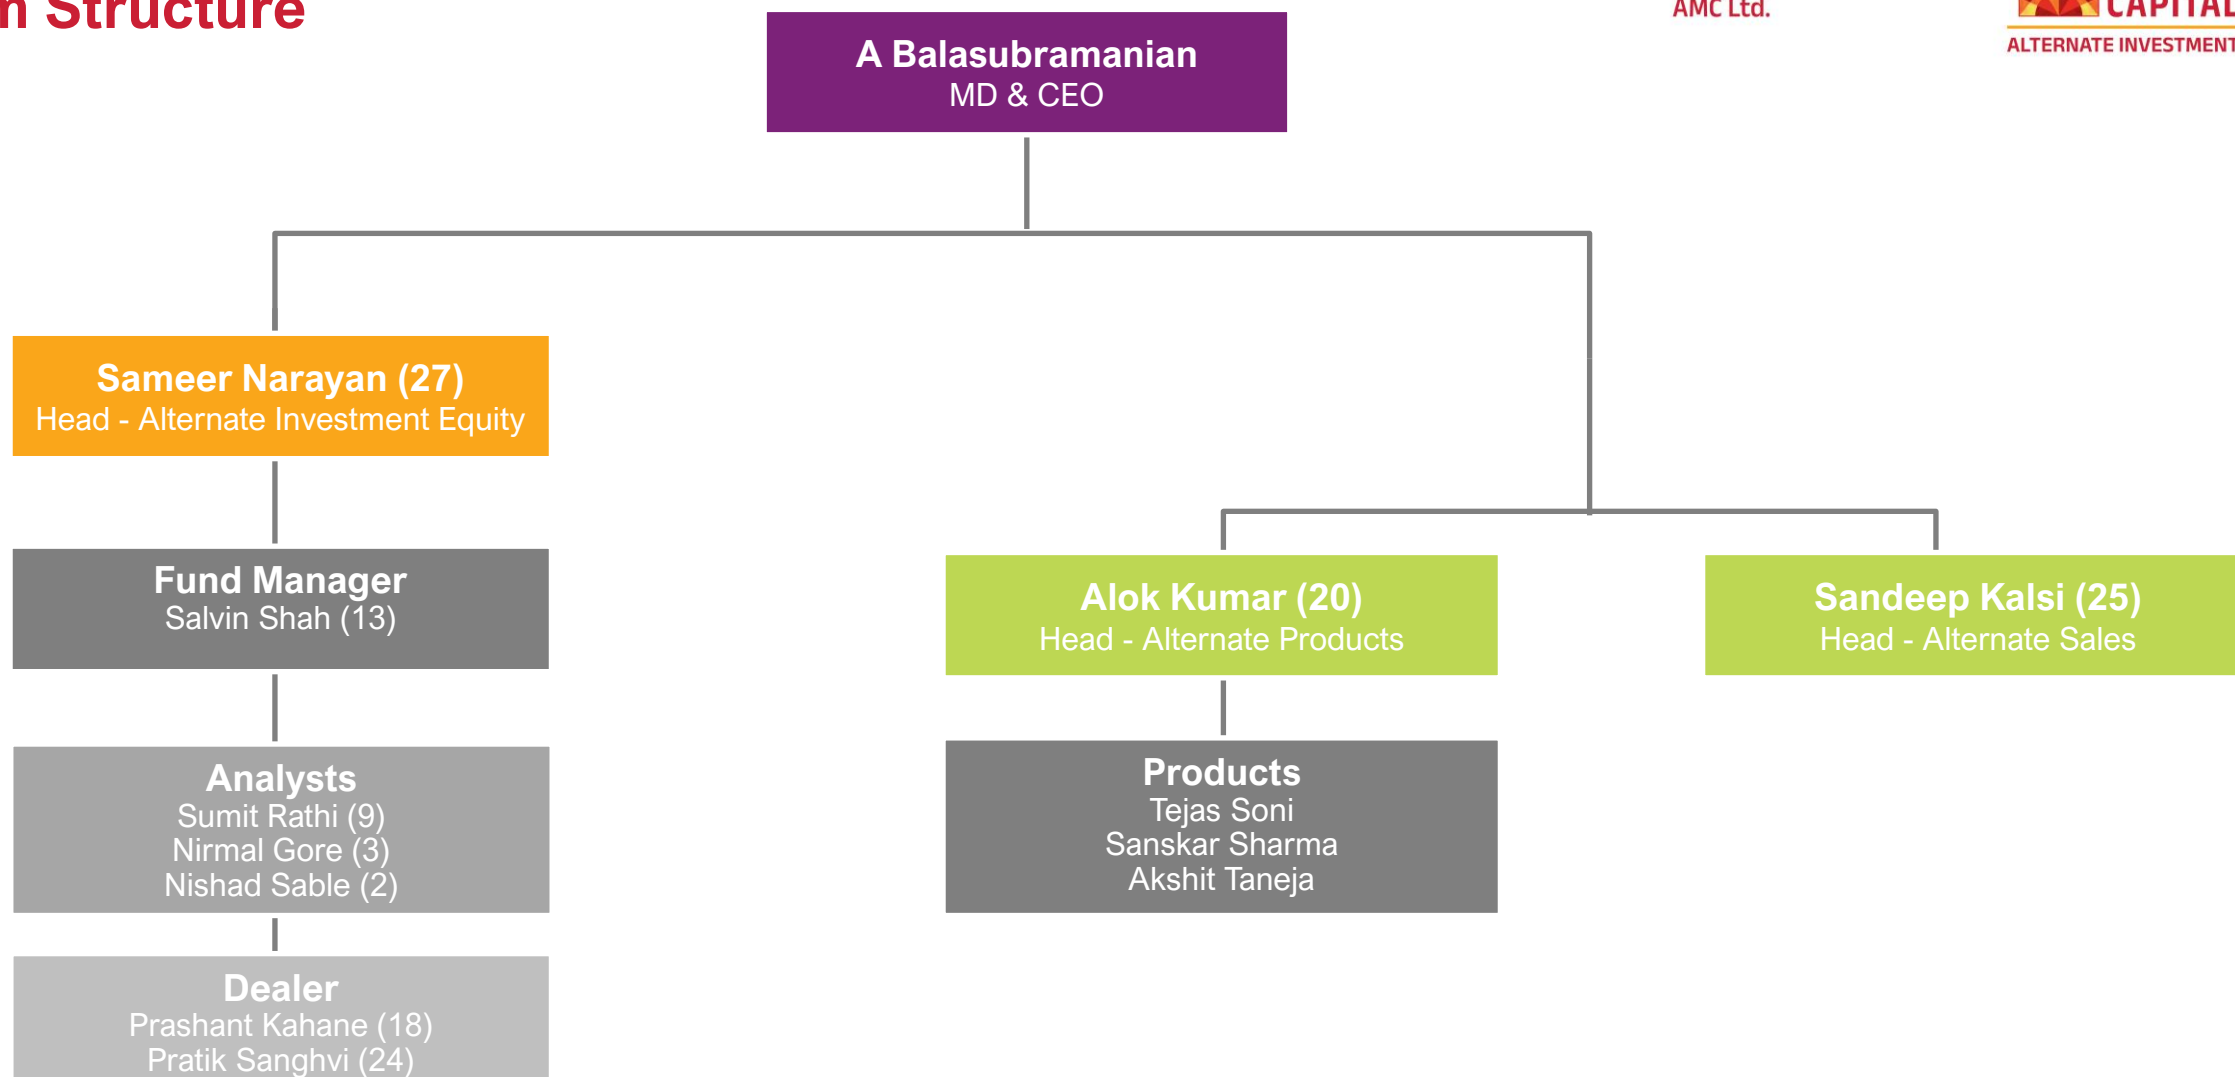 Structure
AMC Ltd.
CAPITAL
ALTERNATE INVESTMENT
A Balasubramanian
MD & CEO
Sameer Narayan (27)
Head - Alternate Investment Equity
Fund Manager
Salvin Shah (13)
Alok Kumar (20)
Head - Alternate Products
Sandeep Kalsi (25)
Head - Alternate Sales
Analysts
Sumit Rathi (9)
Nirmal Gore (3)
Nishad Sable (2)
Products
Tejas Soni
Sanskar Sharma
Akshit Taneja
Dealer
Prashant Kahane (18)
Pratik Sanghvi (24)